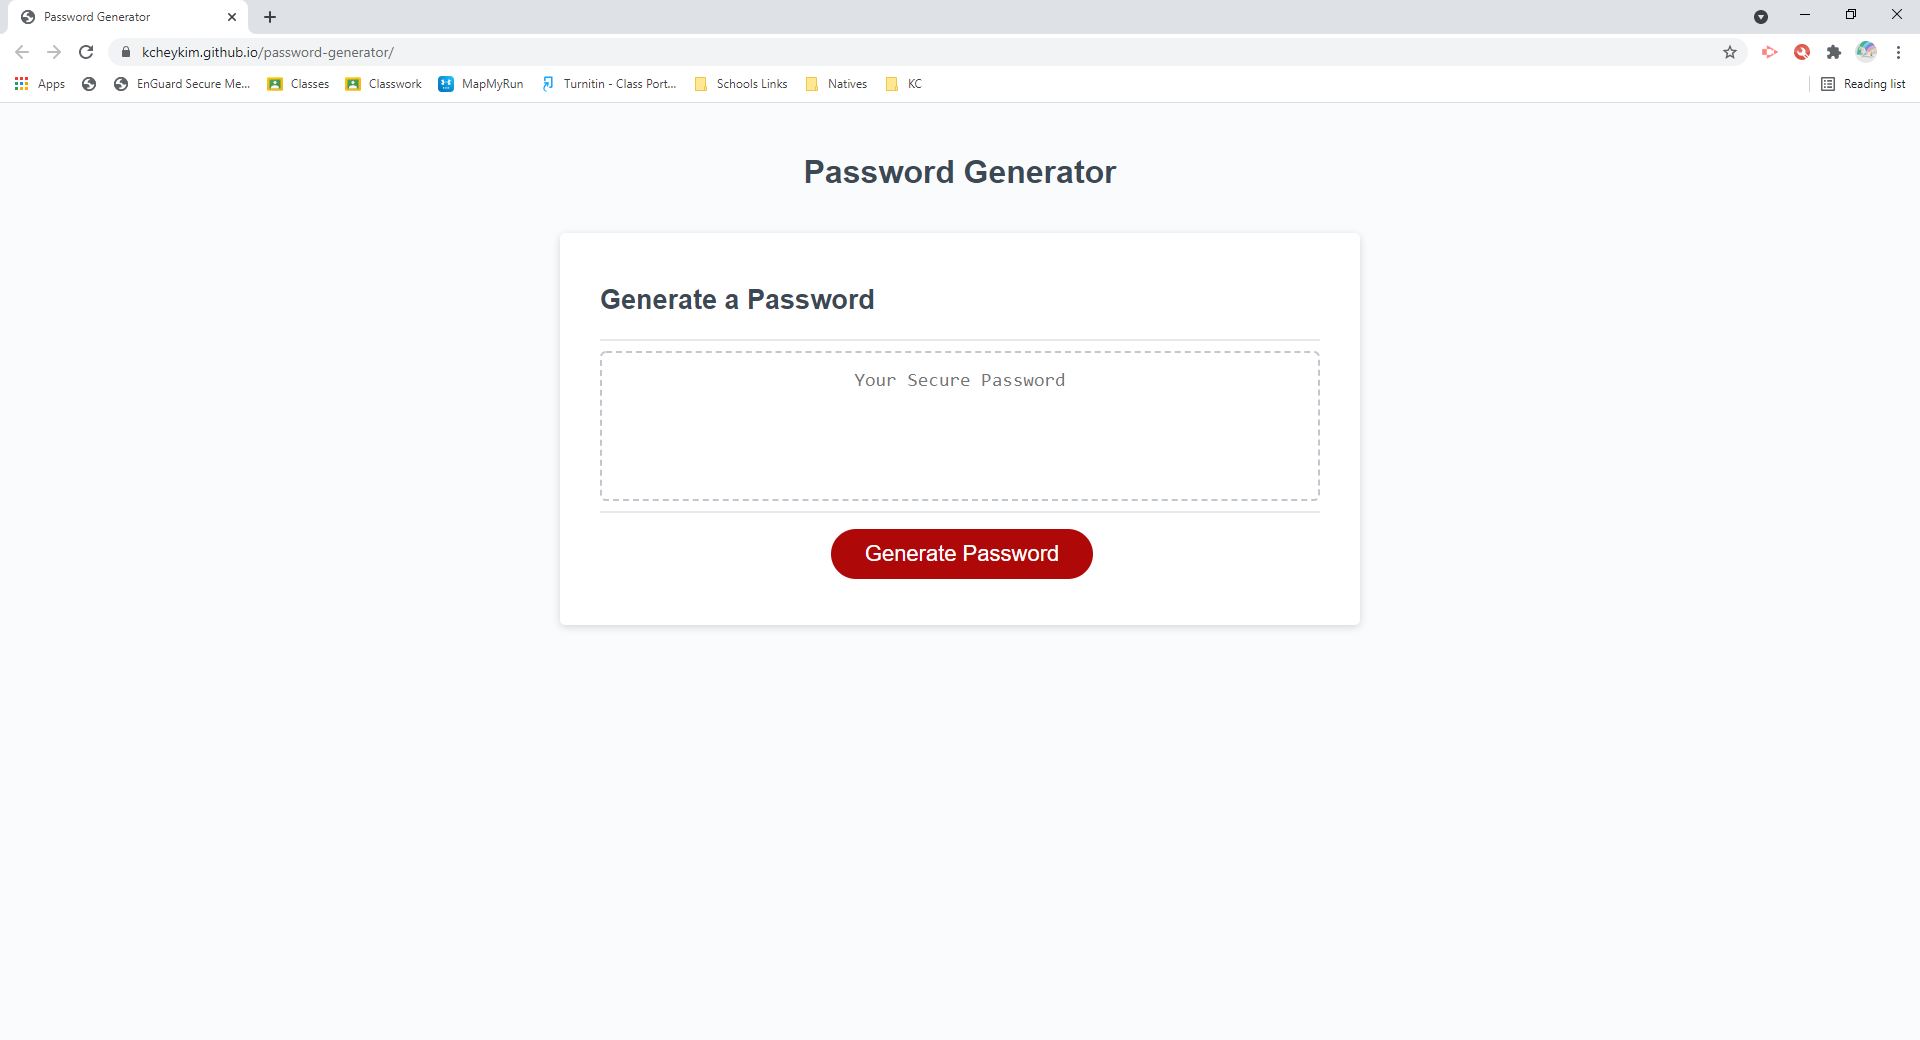 Password Generator
kcheykim.github.io/password-generator/
Apps
EnGuard Secure Me...
Classes
Classwork
MapMyRun
Turnitin - Class Port...
Schools Links
Natives
KC
Reading list
Password Generator
Generate a Password
Your Secure Password
Generate Password